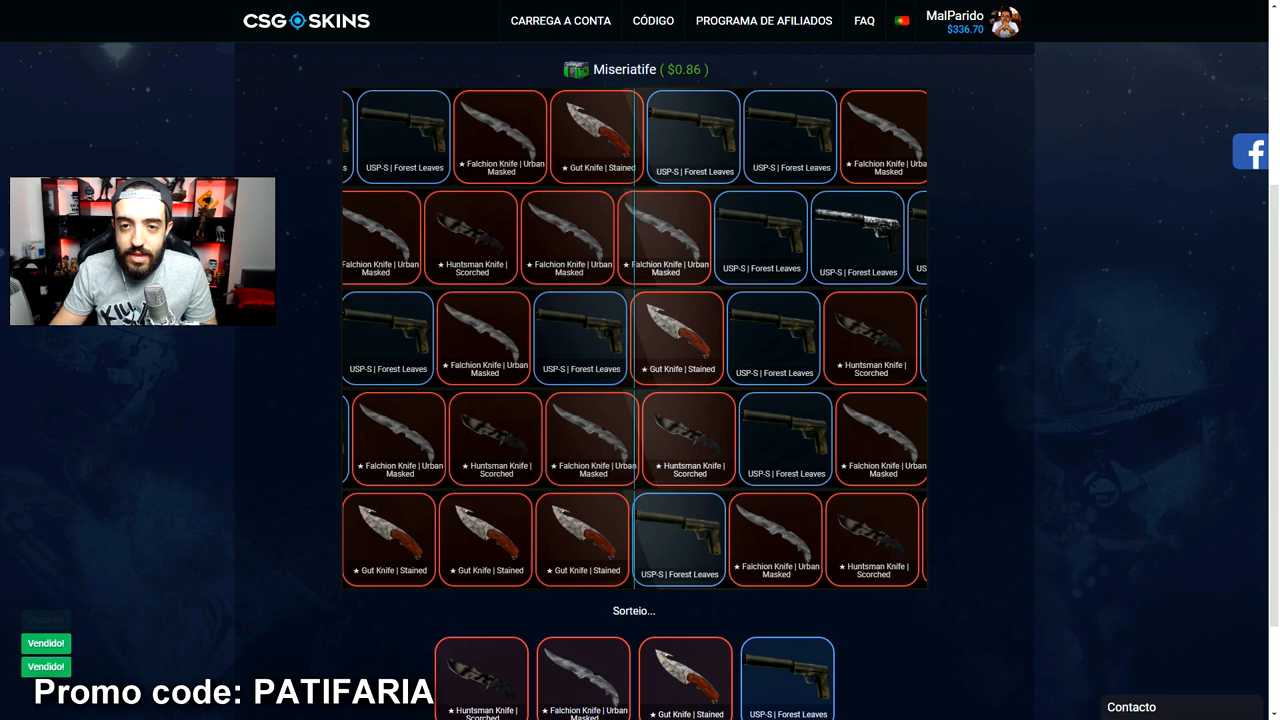 CSG SKINS
CARREGA A CONTA
CÓDIGO
PROGRAMA DE AFILIADOS
FAQ
MalParido
$336.70
Miseriatife ( $0.86 )
USP-S | Forest Leaves
★ Falchion Knife | Urban
Masked
★ Gut Knife | Stained
USP-S | Forest Leaves
USP-S | Forest Leaves
★ Falchion Knife | Urba
Masked
Falchion Knife | Urban
Masked
★ Huntsman Knife |
Scorched
★ Falchion Knife | Urban
Masked
★ Falchion Knife | Urban
Masked
USP-S | Forest Leaves
USP-S | Forest Leaves
US
USP-S | Forest Leaves
★ Falchion Knife | Urban
Masked
USP-S | Forest Leaves
★ Gut Knife | Stained
USP-S | Forest Leaves
★ Huntsman Knife |
Scorched
★ Falchion Knife | Urban
Masked
★ Huntsman Knife |
Scorched
★ Falchion Knife | Urban
Masked
★ Huntsman Knife |
Scorched
USP-S | Forest Leaves
★ Falchion Knife | Urba
Masked
★ Gut Knife | Stained
★ Gut Knife | Stained
★ Gut Knife | Stained
USP-S | Forest Leaves
★ Falchion Knife | Urban
Masked
★ Huntsman Knife |
Scorched
Sorteio...
Vendido!
Vendido!
Vendido!
★ Huntsman Knife |
★ Falchion Knife | Urban
★ Gut Knife | Stained
USP-S | Forest Leaves
Promo code: PATIFARIA
Contacto